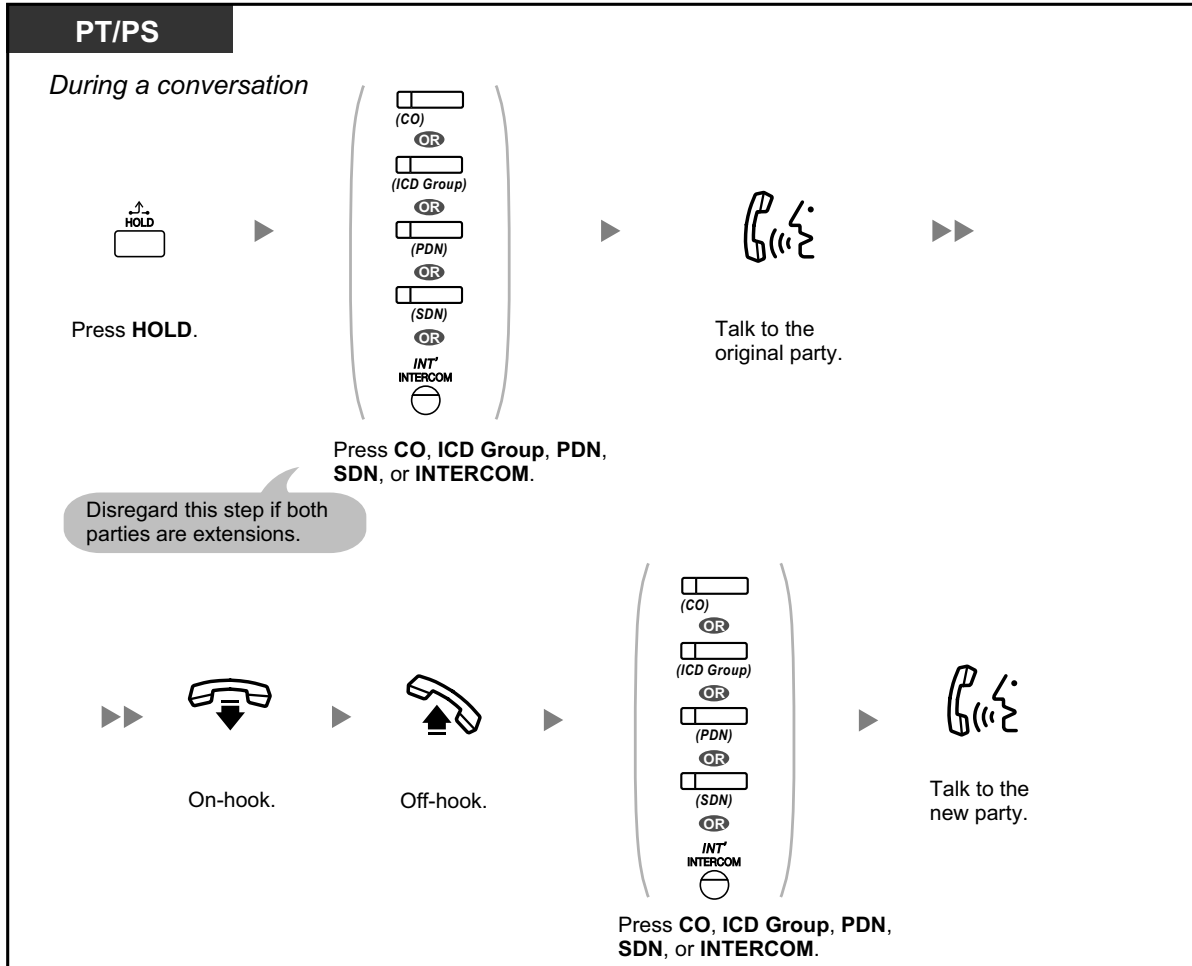 PT/PS
During a conversation
HOLD
Press HOLD.
(CO)
OR
(ICD Group)
OR
(PDN)
OR
(SDN)
OR
INT'
INTERCOM
Press CO, ICD Group, PDN,
SDN, or INTERCOM.
Disregard this step if both
parties are extensions.
Talk to the
original party.
On-hook.
Off-hook.
(CO)
OR
(ICD Group)
OR
(PDN)
OR
(SDN)
OR
INT'
INTERCOM
Press CO, ICD Group, PDN,
SDN, or INTERCOM.
Talk to the
new party.